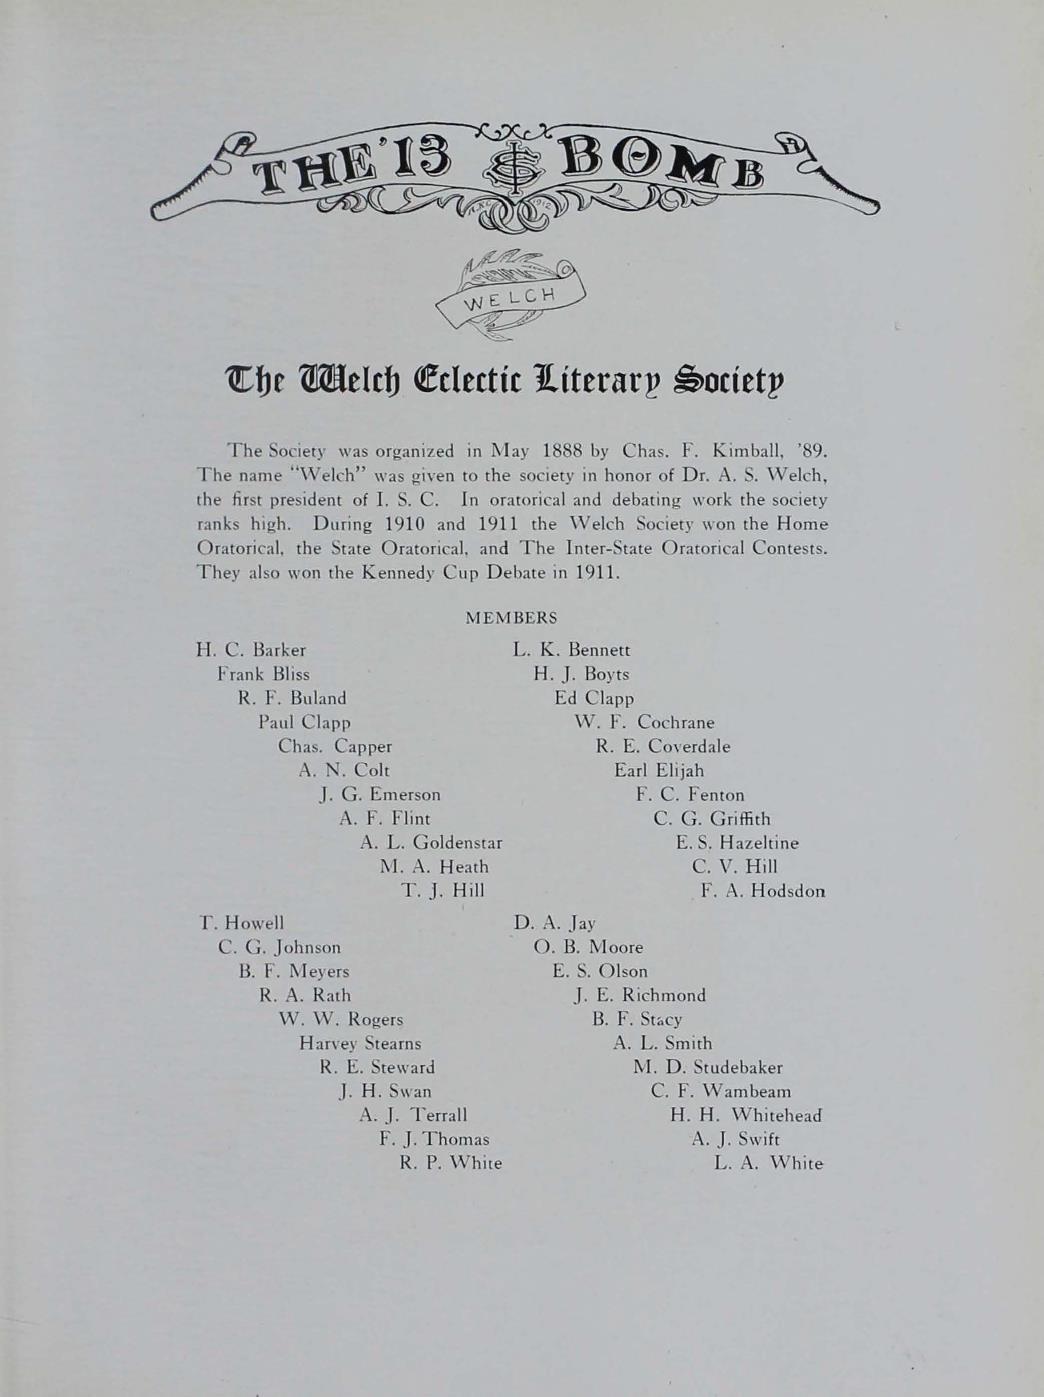 THE '13 ISC BOMB
A.K.C. 1912
WELCH
The Welch Eclectic Literary Society
The Society was organized in May 1888 by Chas. F. Kimball, '89.
The name "Welch" was given to the society in honor of Dr. A. S. Welch,
the first president of I. S. C. In oratorical and debating work the society
ranks high. During 1910 and 1911 the Welch Society won the Home
Oratorical, the State Oratorical, and The Inter-State Oratorical Contests.
They also won the Kennedy Cup Debate in 1911.
MEMBERS
H. C. Barker
Frank Bliss
R. F. Buland
Paul Clapp
Chas. Capper
A. N. Colt
J. G. Emerson
A. F. Flint
A. L. Goldenstar
M. A. Heath
T. J. Hill
L. K. Bennett
H. J. Boyts
Ed Clapp
W. F. Cochrane
R. E. Coverdale
Earl Elijah
F. C. Fenton
C. G. Griffith
E. S. Hazeltine
C. V. Hill
F. A. Hodsdon
T. Howell
C. G. Johnson
B. F. Meyers
R. A. Rath
W. W. Rogers
Harvey Stearns
R. E. Steward
J. H. Swan
A. J. Terrall
F. J. Thomas
R. P. White
D. A. Jay
O. B. Moore
E. S. Olson
J. E. Richmond
B. F. Stacy
A. L. Smith
M. D. Studebaker
C. F. Wambeam
H. H. Whitehead
A. J. Swift
L. A. White